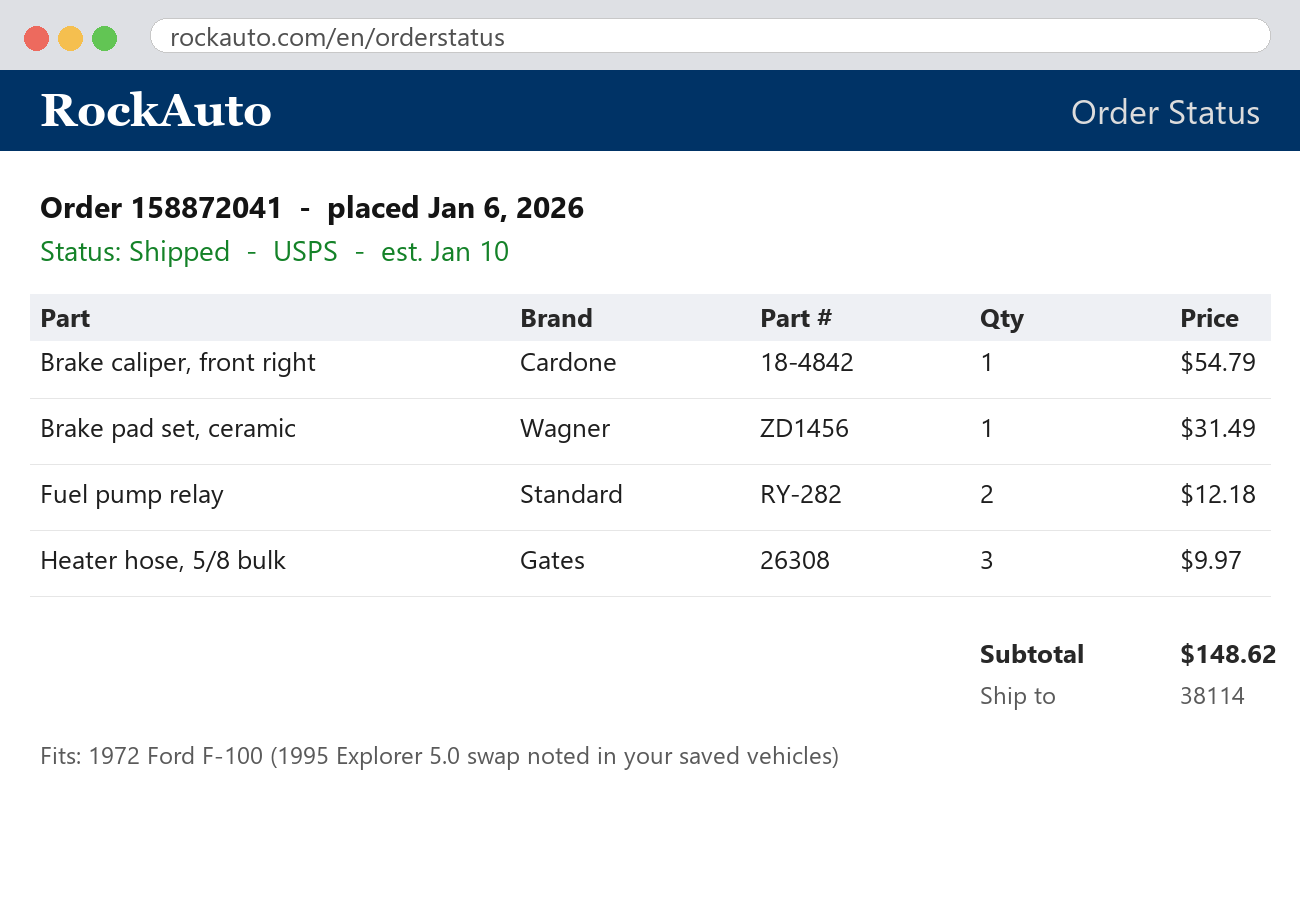 rockauto.com/en/orderstatus
RockAuto Order Status
Order 158872041 - placed Jan 6, 2026
Status: Shipped - USPS - est. Jan 10
Part Brand Part # Qty Price
Brake caliper, front right Cardone 18-4842 1 $54.79
Brake pad set, ceramic Wagner ZD1456 1 $31.49
Fuel pump relay Standard RY-282 2 $12.18
Heater hose, 5/8 bulk Gates 26308 3 $9.97
Subtotal $148.62
Ship to 38114
Fits: 1972 Ford F-100 (1995 Explorer 5.0 swap noted in your saved vehicles)